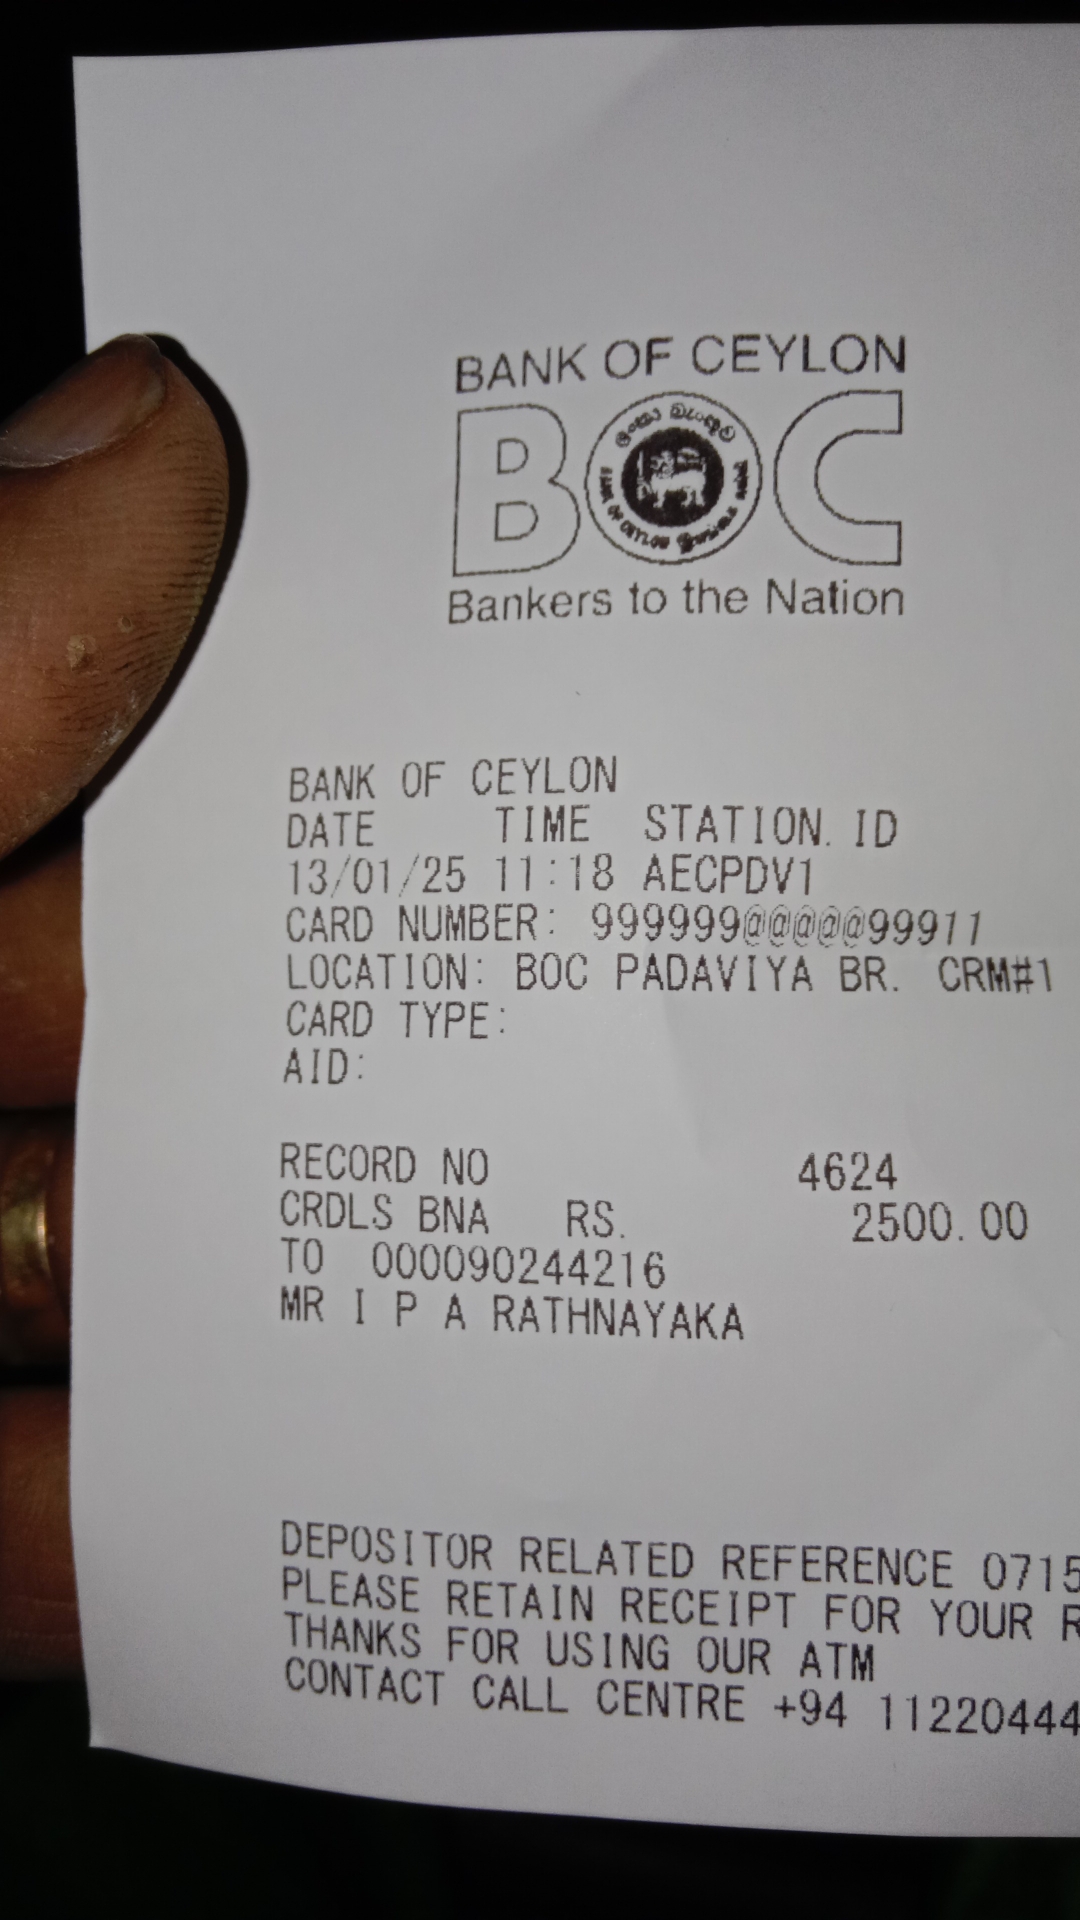 BANK OF CEYLON
BOC
ලංකා බැංකුව
BANK OF CEYLON
Bankers to the Nation
BANK OF CEYLON
DATE TIME STATION. ID
13/01/25 11:18 AECPDV1
CARD NUMBER: 999999@@@@@99911
LOCATION: BOC PADAVIYA BR. CRM#1
CARD TYPE:
AID:
RECORD NO 4624
CRDLS BNA RS. 2500.00
TO 000090244216
MR I P A RATHNAYAKA
DEPOSITOR RELATED REFERENCE 0715
PLEASE RETAIN RECEIPT FOR YOUR R
THANKS FOR USING OUR ATM
CONTACT CALL CENTRE +94 11220444